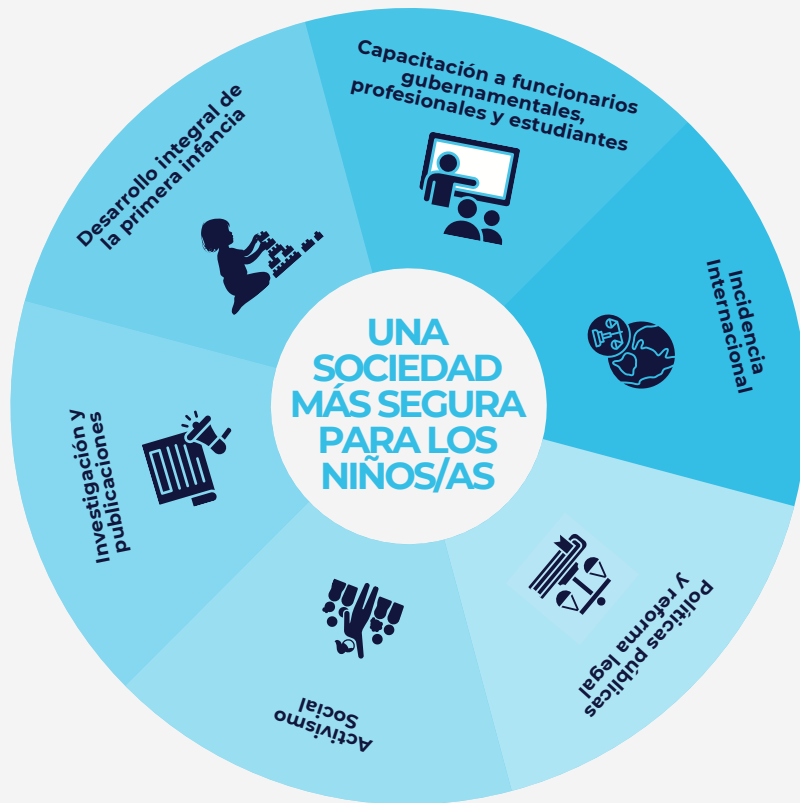 Capacitación a funcionarios
gubernamentales,
profesionales y estudiantes
Incidencia
Internacional
Políticas públicas
y reforma legal
Activismo
Social
Investigación y
publicaciones
Desarrollo integral de
la primera infancia
UNA
SOCIEDAD
MÁS SEGURA
PARA LOS
NIÑOS/AS